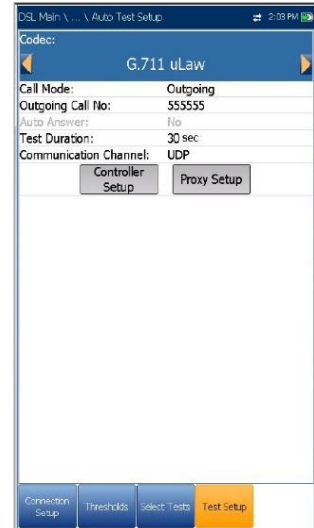 DSL Main \ ... \ Auto Test Setup 2:03 PM
Codec:
G.711 uLaw
Call Mode: Outgoing
Outgoing Call No: 555555
Auto Answer: No
Test Duration: 30 sec
Communication Channel: UDP
Controller Setup Proxy Setup
Connection Setup Thresholds Select Tests Test Setup